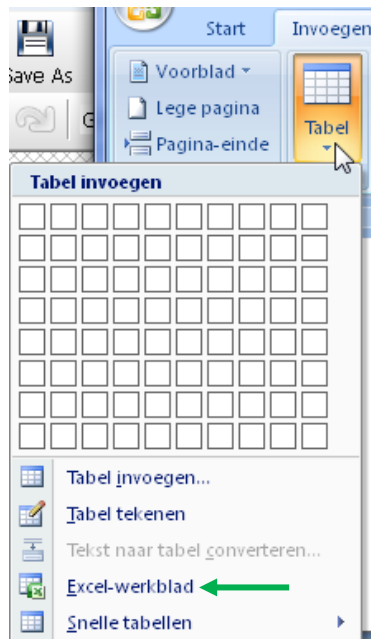 Start Invoegen
Save As
Voorblad
Lege pagina
Pagina-einde
Tabel
Tabel invoegen
Tabel invoegen...
Tabel tekenen
Tekst naar tabel converteren...
Excel-werkblad
Snelle tabellen